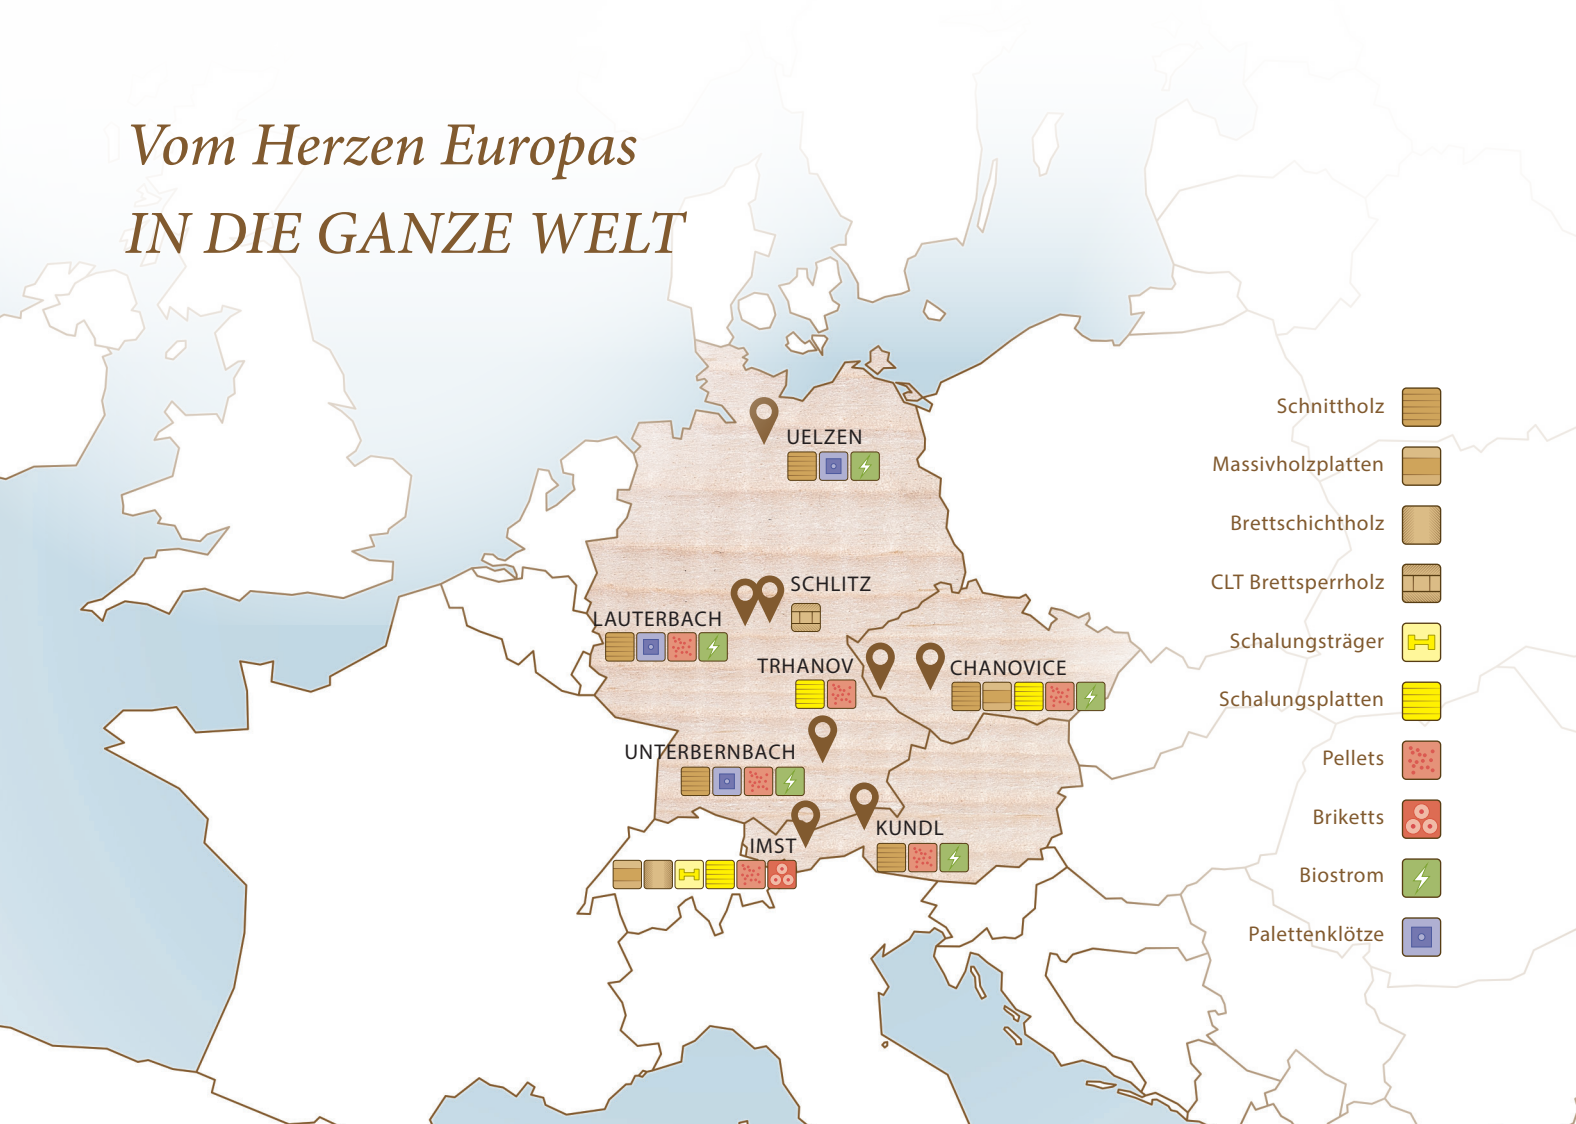 Vom Herzen Europas
IN DIE GANZE WELT
UELZEN
SCHLITZ
LAUTERBACH
TRHANOV
CHANOVICE
UNTERBERNBACH
KUNDL
IMST
Schnittholz
Massivholzplatten
Brettschichtholz
CLT Brettsperrholz
Schalungsträger
Schalungsplatten
Pellets
Briketts
Biostrom
Palettenklötze